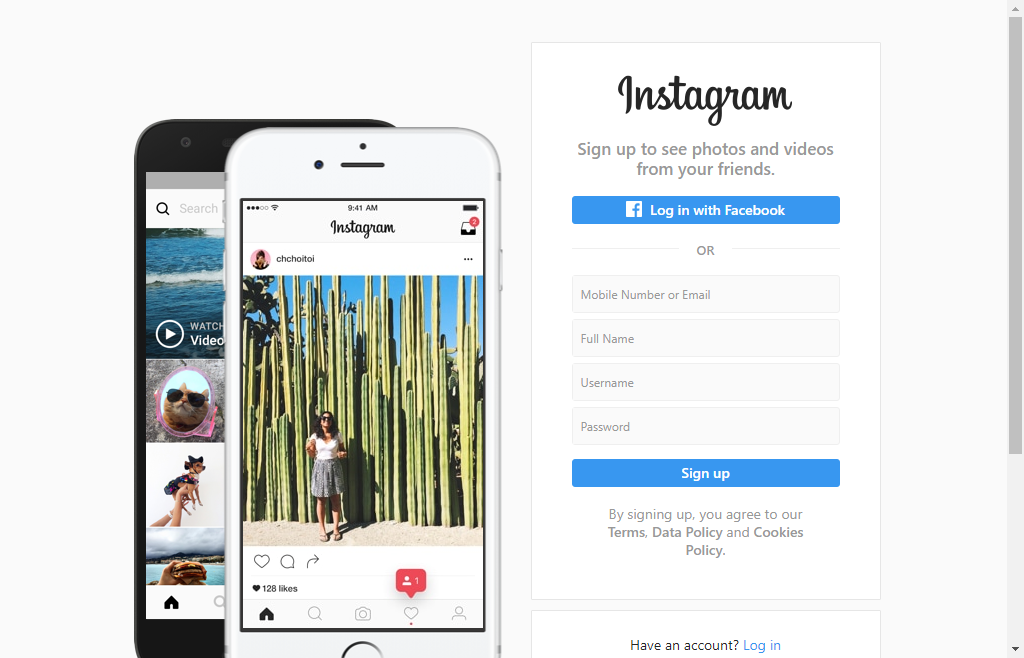 Search
WATCH
Video
9:41 AM
Instagram
2
chchoitoi
128 likes
1
Instagram
Sign up to see photos and videos
from your friends.
Log in with Facebook
OR
Mobile Number or Email
Full Name
Username
Password
Sign up
By signing up, you agree to our
Terms, Data Policy and Cookies
Policy.
Have an account? Log in